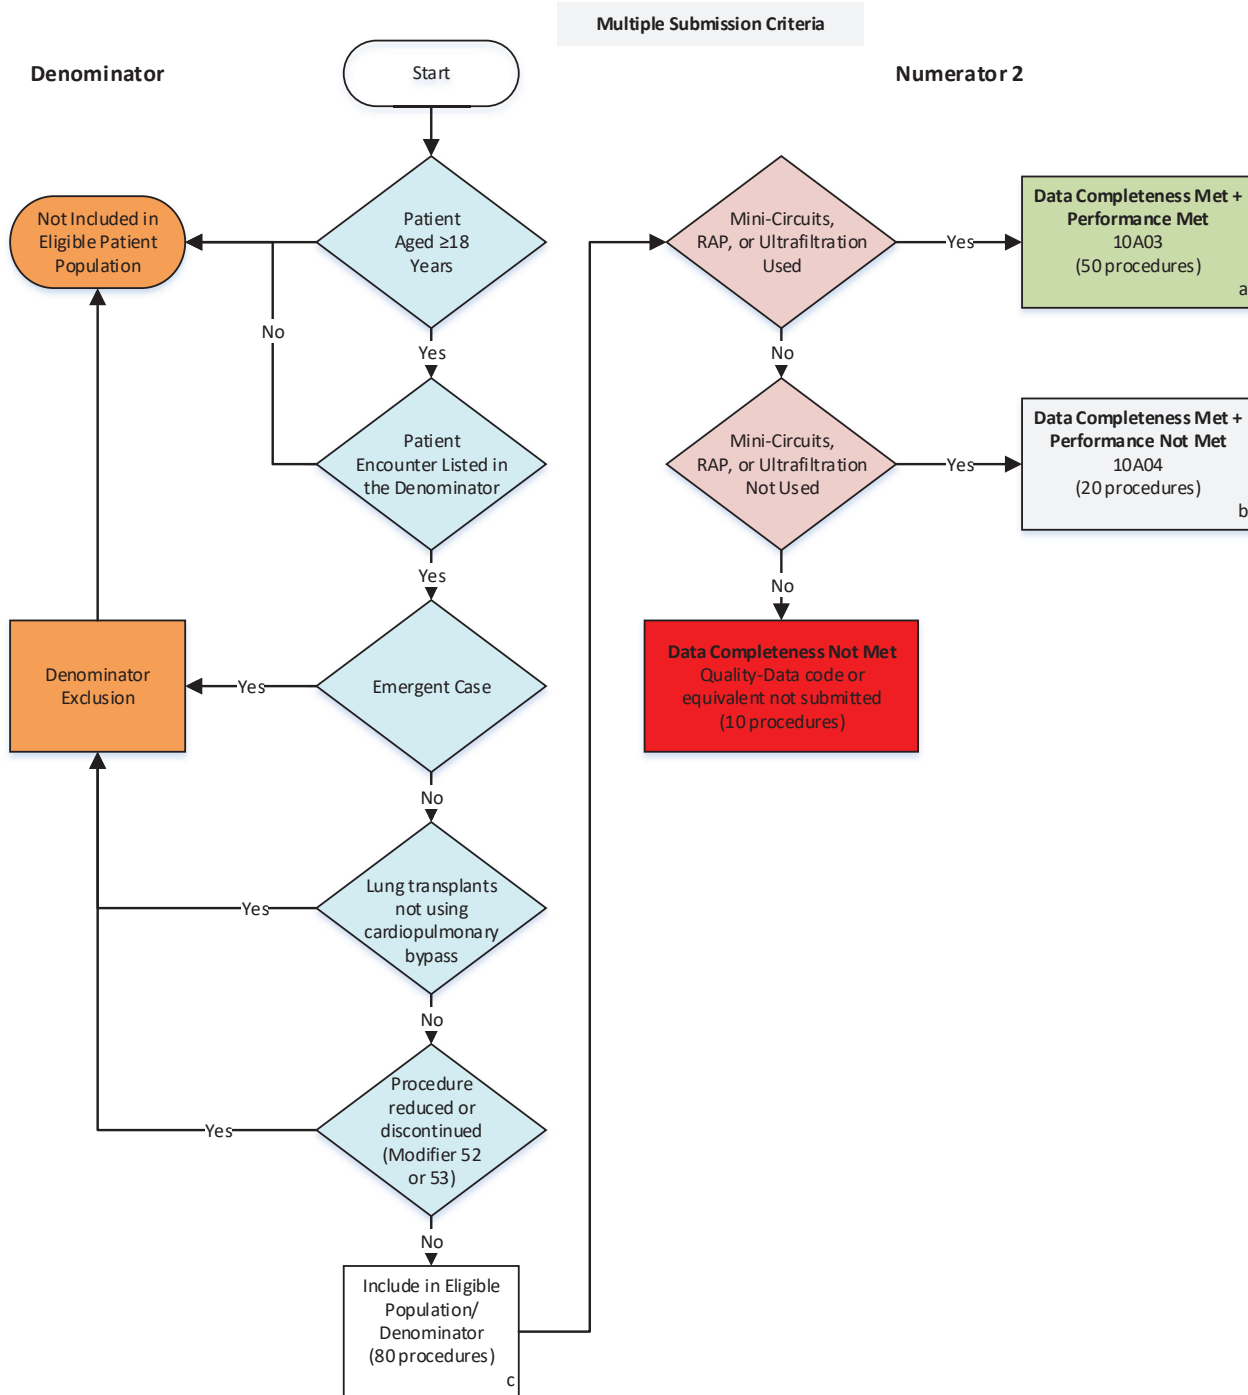 Multiple Submission Criteria
Denominator
Start
Numerator 2
Not Included in
Eligible Patient
Population
Patient
Aged ≥18
Years
No
Yes
Patient
Encounter Listed in
the Denominator
Yes
Denominator
Exclusion
Yes
Emergent Case
No
Yes
Lung transplants
not using
cardiopulmonary
bypass
No
Yes
Procedure
reduced or
discontinued
(Modifier 52
or 53)
No
Include in Eligible
Population/
Denominator
(80 procedures)
c
Mini-Circuits,
RAP, or Ultrafiltration
Used
Yes
Data Completeness Met +
Performance Met
10A03
(50 procedures)
a
No
Mini-Circuits,
RAP, or Ultrafiltration
Not Used
Yes
Data Completeness Met +
Performance Not Met
10A04
(20 procedures)
b
No
Data Completeness Not Met
Quality-Data code or
equivalent not submitted
(10 procedures)